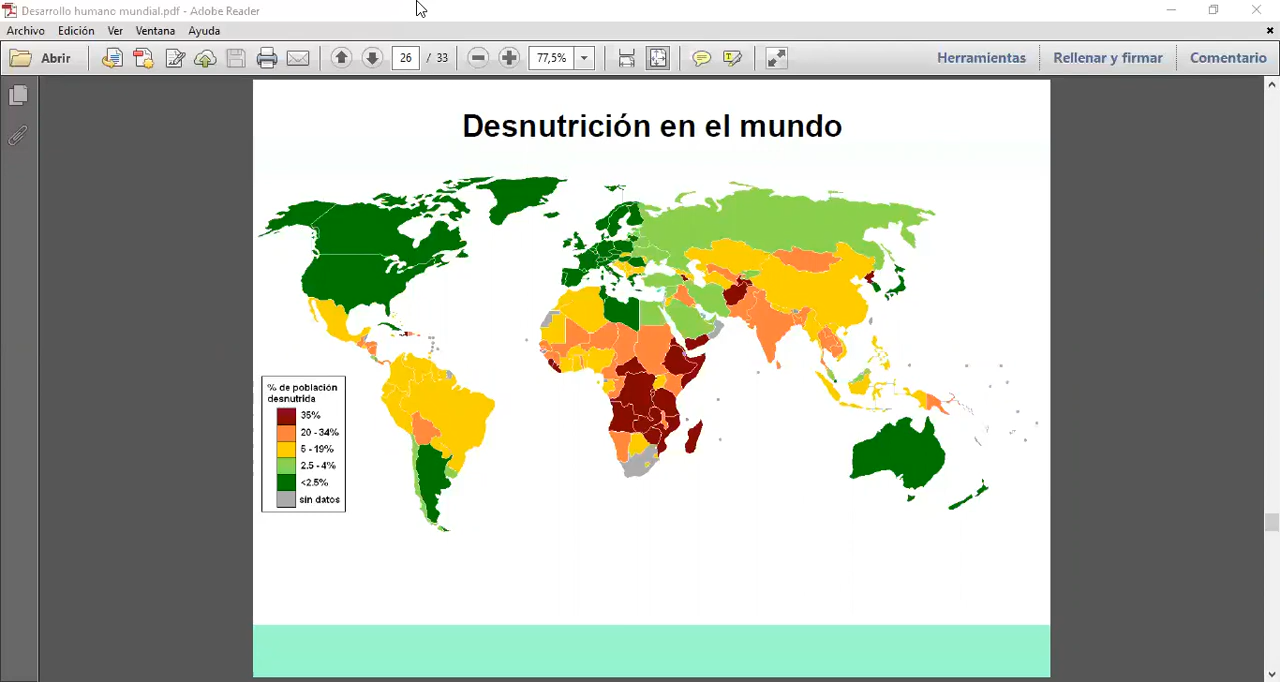 Desarrollo humano mundial.pdf - Adobe Reader
Archivo Edición Ver Ventana Ayuda
Abrir 26 / 33 77,5% Herramientas Rellenar y firmar Comentario
Desnutrición en el mundo
% de población
desnutrida
35%
20 - 34%
5 - 19%
2.5 - 4%
<2.5%
sin datos